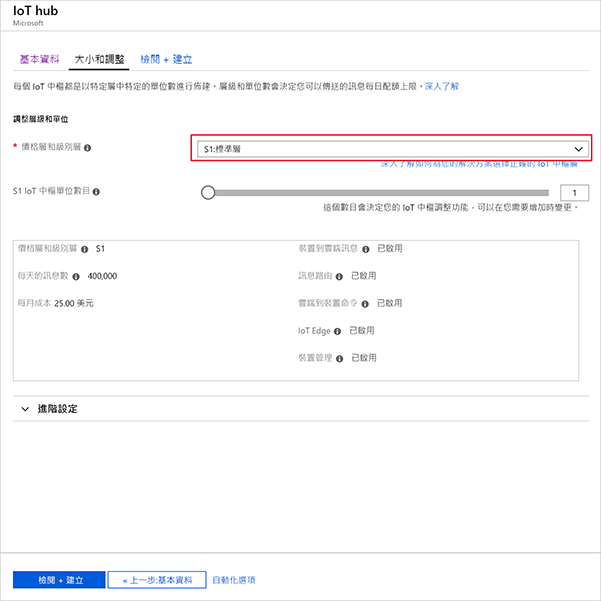 IoT hub
Microsoft
基本資料 大小和調整 檢閱 + 建立
每個 IoT 中樞都是以特定層中特定的單位數進行佈建。層級和單位數會決定您可以傳送的訊息每日配額上限。深入了解
調整層級和單位
* 價格層和級別層 S1:標準層
深入了解如何為您的解決方案選擇正確的 IoT 中樞層
S1 IoT 中樞單位數目 1
這個數目會決定您的 IoT 中樞調整功能，可以在您需要增加時變更。
價格層和級別層 S1 裝置到雲端訊息 已啟用
每天的訊息數 400,000 訊息路由 已啟用
每月成本 25.00 美元 雲端到裝置命令 已啟用
IoT Edge 已啟用
裝置管理 已啟用
進階設定
檢閱 + 建立 « 上一步:基本資料 自動化選項